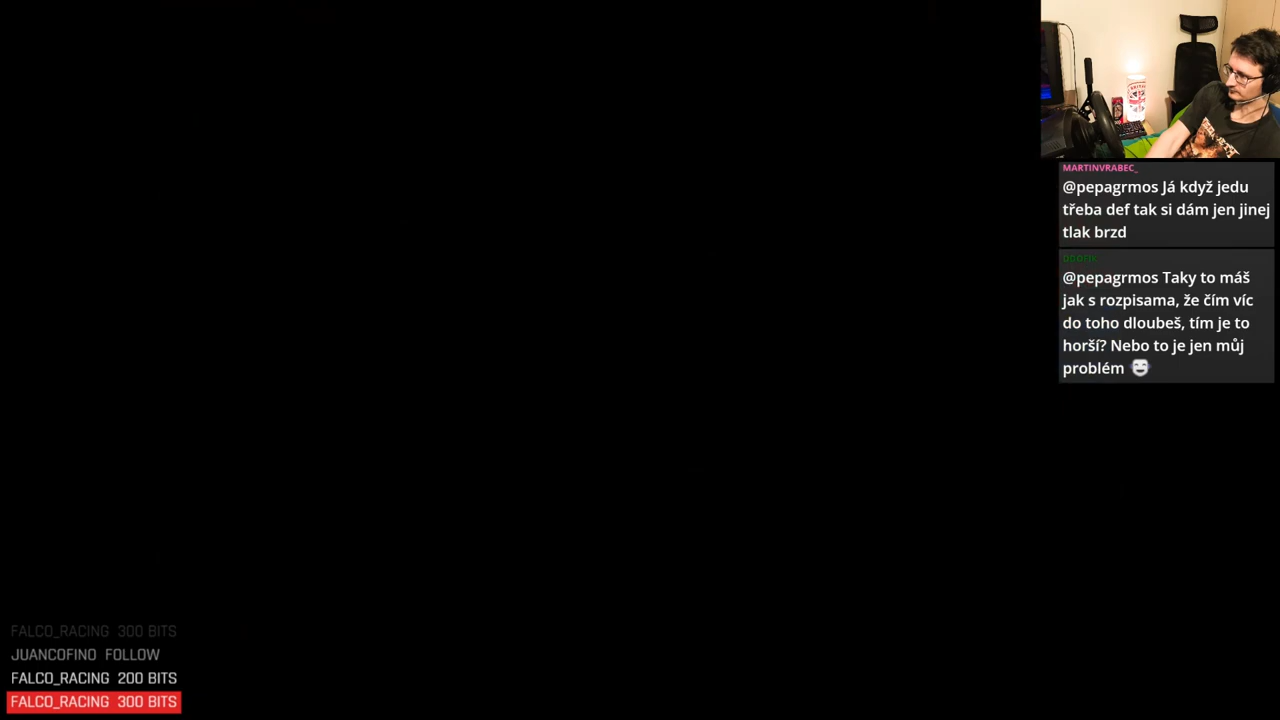 MARTINVRABEC_
@pepagrmos Já když jedu
třeba def tak si dám jen jinej
tlak brzd
@pepagrmos Taky to máš
jak s rozpisama, že čím víc
do toho dloubeš, tím je to
horší? Nebo to je jen můj
problém
FALCO_RACING 300 BITS
JUANCOFINO FOLLOW
FALCO_RACING 200 BITS
FALCO_RACING 300 BITS